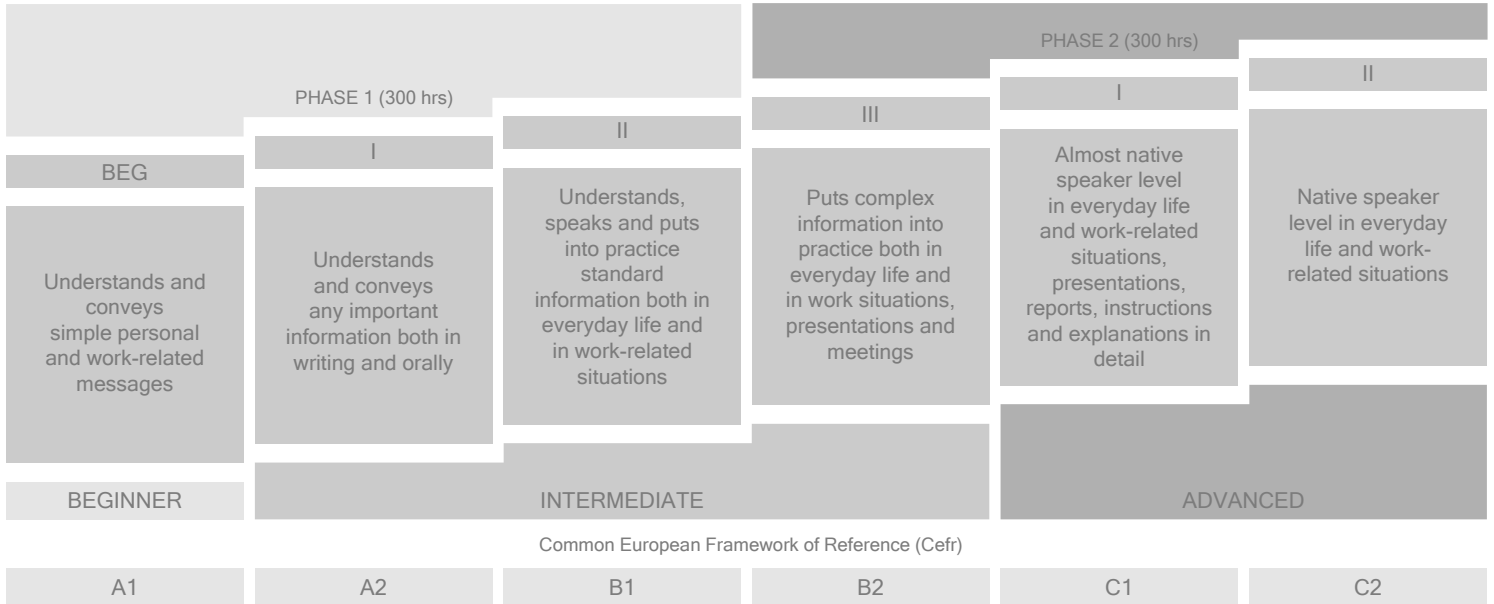 PHASE 1 (300 hrs)
PHASE 2 (300 hrs)
BEG
Understands and
conveys
simple personal
and work-related
messages
I
Understands
and conveys
any important
information both in
writing and orally
II
Understands,
speaks and puts
into practice
standard
information both in
everyday life and
in work-related
situations
III
Puts complex
information into
practice both in
everyday life and
in work situations,
presentations and
meetings
I
Almost native
speaker level
in everyday life
and work-related
situations,
presentations,
reports, instructions
and explanations in
detail
II
Native speaker
level in everyday
life and work-
related situations
BEGINNER
INTERMEDIATE
ADVANCED
Common European Framework of Reference (Cefr)
A1
A2
B1
B2
C1
C2